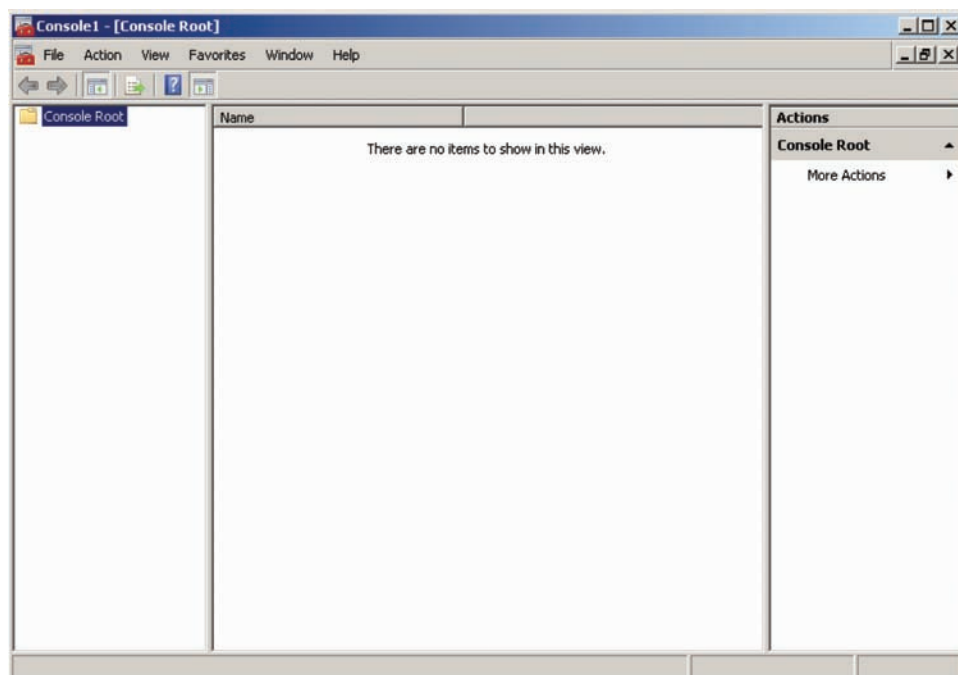 Console1 - [Console Root]
File Action View Favorites Window Help
Console Root
Name
There are no items to show in this view.
Actions
Console Root
More Actions